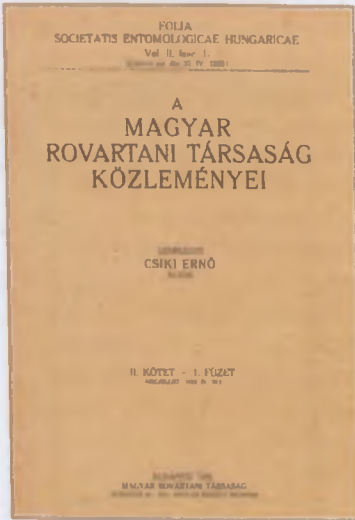 FOLIA
SOCIETATIS ENTOMOLOGICAE HUNGARICAE
Vol. II. fasc. 1.
A
MAGYAR
ROVARTANI TÁRSASÁG
KÖZLEMÉNYEI
CSIKI ERNŐ
II. KÖTET - 1. FÜZET
MAGYAR ROVARTANI TÁRSASÁG